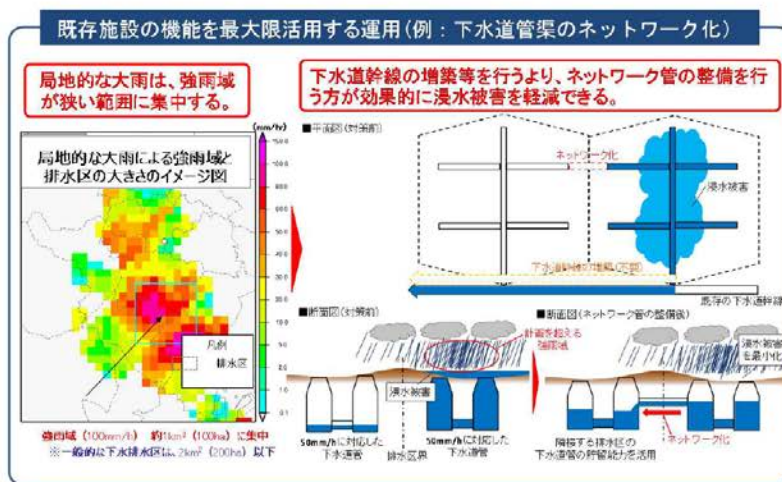 既存施設の機能を最大限活用する運用(例：下水道管渠のネットワーク化)
局地的な大雨は、強雨域
が狭い範囲に集中する。
下水道幹線の増築等を行うより、ネットワーク管の整備を行
う方が効果的に浸水被害を軽減できる。
(mm/hr)
局地的な大雨による強雨域と
排水区の大きさのイメージ図
凡例
排水区
強雨域（100mm/h） 約1km²（100ha）に集中
※一般的な下水排水区は、2km²（200ha）以下
■平面図(対策前)
ネットワーク化
浸水被害
下水道幹線の増築(不要)
既存の下水道幹線
■断面図(対策前)
計画を超える
強雨域
浸水被害
50mm/hに対応した
下水道管
排水区界
50mm/hに対応した
下水道管
■断面図(ネットワーク管の整備後)
浸水被害
を最小化
ネットワーク化
隣接する排水区の
下水道管の貯留能力を活用